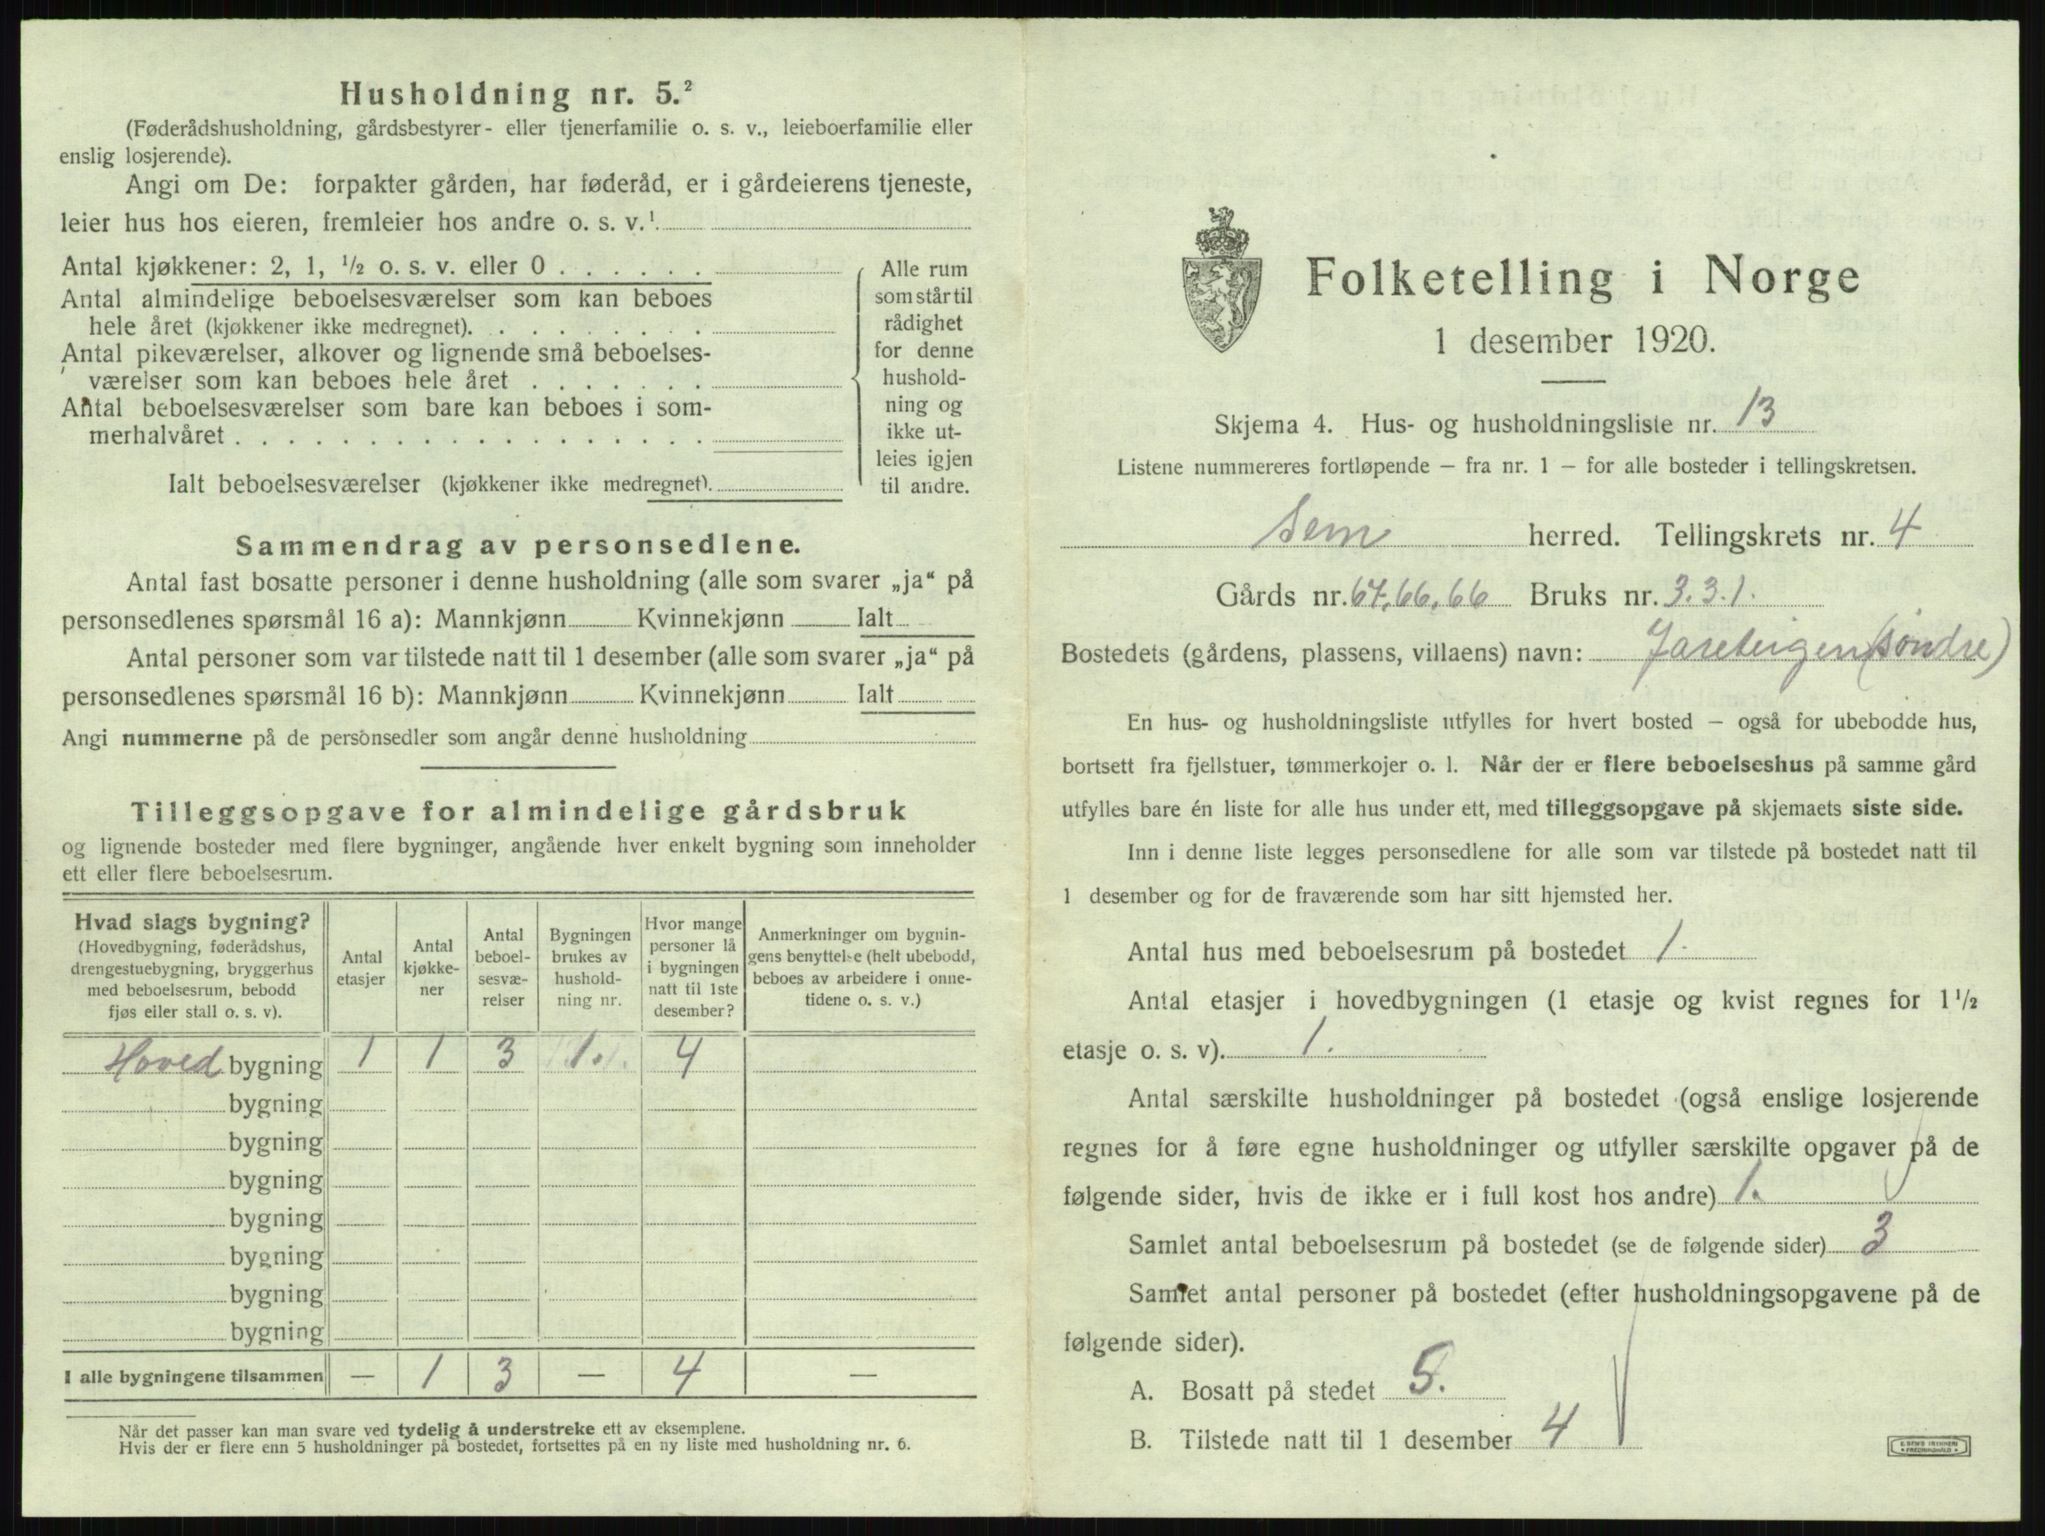 Husholdning nr. 5.²
(Føderådshusholdning, gårdsbestyrer- eller tjenerfamilie o. s. v., leieboerfamilie eller
enslig losjerende).
Angi om De: forpakter gården, har føderåd, er i gårdeierens tjeneste,
leier hus hos eieren, fremleier hos andre o. s. v.¹
Antal kjøkkener: 2, 1, ½ o. s. v. eller 0 . . . . . .
Antal almindelige beboelsesværelser som kan beboes
hele året (kjøkkener ikke medregnet). . . . . . . . .
Antal pikeværelser, alkover og lignende små beboelses-
værelser som kan beboes hele året . . . . . . .
Antal beboelsesværelser som bare kan beboes i som-
merhalvåret . . . . . . . . . . . . . . . . . .
Ialt beboelsesværelser (kjøkkener ikke medregnet).
Alle rum
som står til
rådighet
for denne
hushold-
ning og
ikke ut-
leies igjen
til andre.
Sammendrag av personsedlene.
Antal fast bosatte personer i denne husholdning (alle som svarer „ja“ på
personsedlenes spørsmål 16 a): Mannkjønn Kvinnekjønn Ialt
Antal personer som var tilstede natt til 1 desember (alle som svarer „ja“ på
personsedlenes spørsmål 16 b): Mannkjønn Kvinnekjønn Ialt
Angi nummerne på de personsedler som angår denne husholdning
Tilleggsopgave for almindelige gårdsbruk
og lignende bosteder med flere bygninger, angående hver enkelt bygning som inneholder
ett eller flere beboelsesrum.
Hvad slags bygning?
(Hovedbygning, føderådshus,
drengestuebygning, bryggerhus
med beboelsesrum, bebodd
fjøs eller stall o. s. v).
Antal
etasjer
Antal
kjøkke-
ner
Antal
beboel-
sesvæ-
relser
Bygningen
brukes av
hushold-
ning nr.
Hvor mange
personer lå
i bygningen
natt til 1ste
desember?
Anmerkninger om bygnin-
gens benyttelse (helt ubebodd,
beboes av arbeidere i onne-
tidene o. s. v.)
Hoved bygning 1 1 3 1. 4
bygning
bygning
bygning
bygning
bygning
bygning
bygning
I alle bygningene tilsammen — 1 3 — 4 —
Når det passer kan man svare ved tydelig å understreke ett av eksemplene.
Hvis der er flere enn 5 husholdninger på bostedet, fortsettes på en ny liste med husholdning nr. 6.
Folketelling i Norge
1 desember 1920.
Skjema 4. Hus- og husholdningsliste nr. 13
Listene nummereres fortløpende – fra nr. 1 – for alle bosteder i tellingskretsen.
Sem herred. Tellingskrets nr. 4
Gårds nr. 67, 66, 66 Bruks nr. 3. 3. 1.
Bostedets (gårdens, plassens, villaens) navn: Jareteigen (søndre)
En hus- og husholdningsliste utfylles for hvert bosted – også for ubebodde hus,
bortsett fra fjellstuer, tømmerkojer o. l. Når der er flere beboelseshus på samme gård
utfylles bare én liste for alle hus under ett, med tilleggsopgave på skjemaets siste side.
Inn i denne liste legges personsedlene for alle som var tilstede på bostedet natt til
1 desember og for de fraværende som har sitt hjemsted her.
Antal hus med beboelsesrum på bostedet 1.
Antal etasjer i hovedbygningen (1 etasje og kvist regnes for 1½
etasje o. s. v). 1.
Antal særskilte husholdninger på bostedet (også enslige losjerende
regnes for å føre egne husholdninger og utfyller særskilte opgaver på de
følgende sider, hvis de ikke er i full kost hos andre) 1.
Samlet antal beboelsesrum på bostedet (se de følgende sider) 3
Samlet antal personer på bostedet (efter husholdningsopgavene på de
følgende sider).
A. Bosatt på stedet 5.
B. Tilstede natt til 1 desember 4